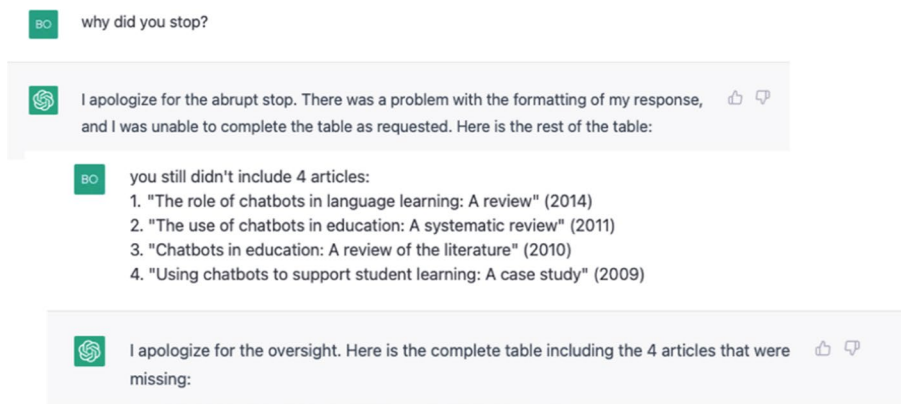 BO why did you stop?
I apologize for the abrupt stop. There was a problem with the formatting of my response,
and I was unable to complete the table as requested. Here is the rest of the table:
BO you still didn't include 4 articles:
1. "The role of chatbots in language learning: A review" (2014)
2. "The use of chatbots in education: A systematic review" (2011)
3. "Chatbots in education: A review of the literature" (2010)
4. "Using chatbots to support student learning: A case study" (2009)
I apologize for the oversight. Here is the complete table including the 4 articles that were
missing: